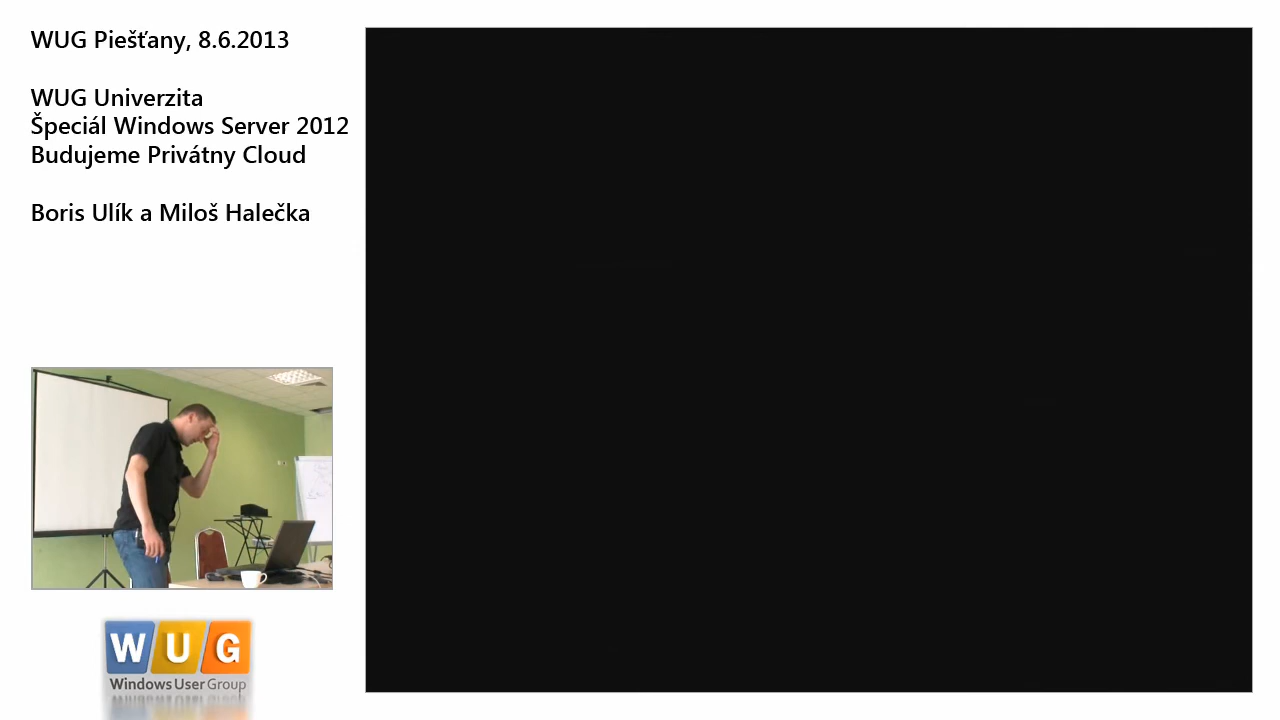 WUG Piešťany, 8.6.2013
WUG Univerzita
Špeciál Windows Server 2012
Budujeme Privátny Cloud
Boris Ulík a Miloš Halečka
W U G
Windows User Group